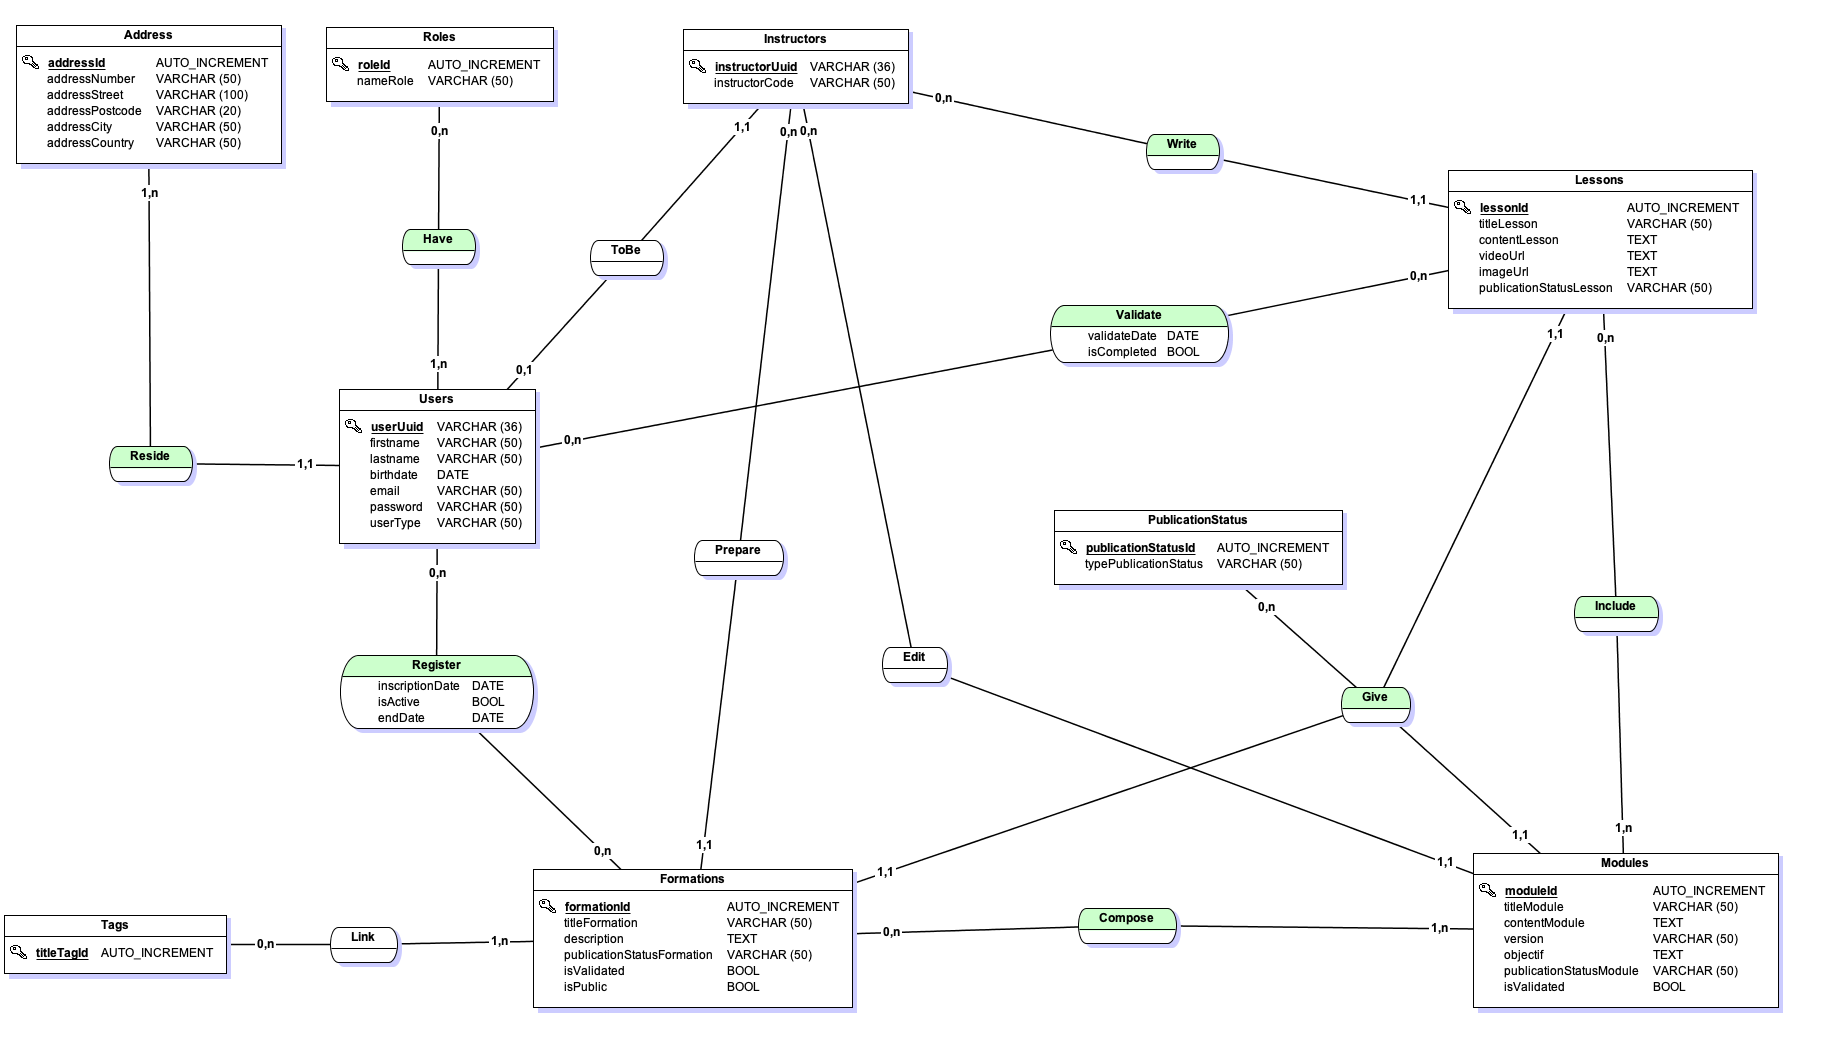 Address
addressId AUTO_INCREMENT
addressNumber VARCHAR (50)
addressStreet VARCHAR (100)
addressPostcode VARCHAR (20)
addressCity VARCHAR (50)
addressCountry VARCHAR (50)
Roles
roleId AUTO_INCREMENT
nameRole VARCHAR (50)
Instructors
instructorUuid VARCHAR (36)
instructorCode VARCHAR (50)
0,n
1,1
0,n
0,n
0,n
Write
1,n
1,1
Lessons
lessonId AUTO_INCREMENT
titleLesson VARCHAR (50)
contentLesson TEXT
videoUrl TEXT
imageUrl TEXT
publicationStatusLesson VARCHAR (50)
Have
ToBe
0,n
Validate
validateDate DATE
isCompleted BOOL
1,1
0,n
1,n
0,1
Users
userUuid VARCHAR (36)
firstname VARCHAR (50)
lastname VARCHAR (50)
birthdate DATE
email VARCHAR (50)
password VARCHAR (50)
userType VARCHAR (50)
0,n
Reside
1,1
PublicationStatus
publicationStatusId AUTO_INCREMENT
typePublicationStatus VARCHAR (50)
Prepare
0,n
0,n
Include
Register
inscriptionDate DATE
isActive BOOL
endDate DATE
Edit
Give
0,n
1,1
1,1
1,n
1,1
1,1
Formations
formationId AUTO_INCREMENT
titleFormation VARCHAR (50)
description TEXT
publicationStatusFormation VARCHAR (50)
isValidated BOOL
isPublic BOOL
Modules
moduleId AUTO_INCREMENT
titleModule VARCHAR (50)
contentModule TEXT
version VARCHAR (50)
objectif TEXT
publicationStatusModule VARCHAR (50)
isValidated BOOL
Tags
titleTagId AUTO_INCREMENT
0,n
Link
1,n
0,n
Compose
1,n